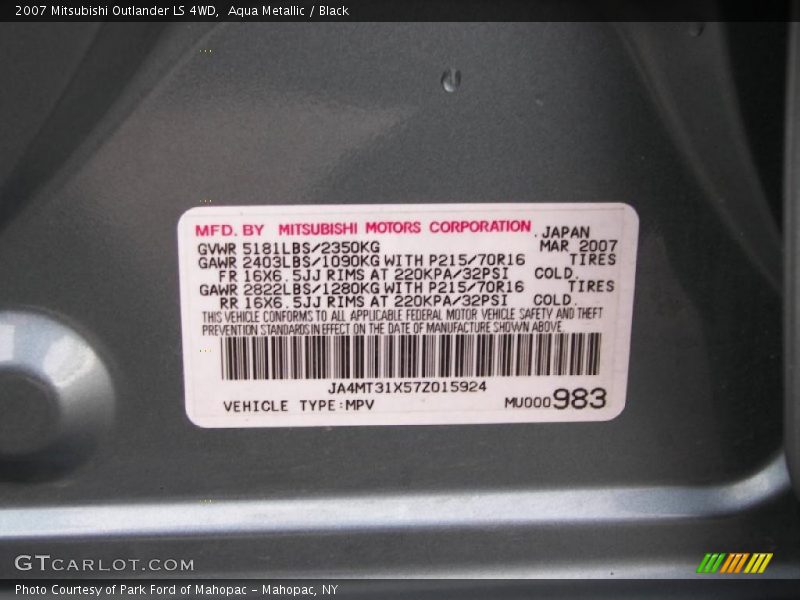 2007 Mitsubishi Outlander LS 4WD,  Aqua Metallic / Black
MFD. BY MITSUBISHI MOTORS CORPORATION, JAPAN
GVWR 5181LBS/2350KG MAR 2007
GAWR 2403LBS/1090KG WITH P215/70R16 TIRES
FR 16X6.5JJ RIMS AT 220KPA/32PSI COLD.
GAWR 2822LBS/1280KG WITH P215/70R16 TIRES
RR 16X6.5JJ RIMS AT 220KPA/32PSI COLD.
THIS VEHICLE CONFORMS TO ALL APPLICABLE FEDERAL MOTOR VEHICLE SAFETY AND THEFT
PREVENTION STANDARDS IN EFFECT ON THE DATE OF MANUFACTURE SHOWN ABOVE.
JA4MT31X57Z015924
VEHICLE TYPE:MPV MU000983
GTCARLOT.COM
Photo Courtesy of Park Ford of Mahopac – Mahopac, NY